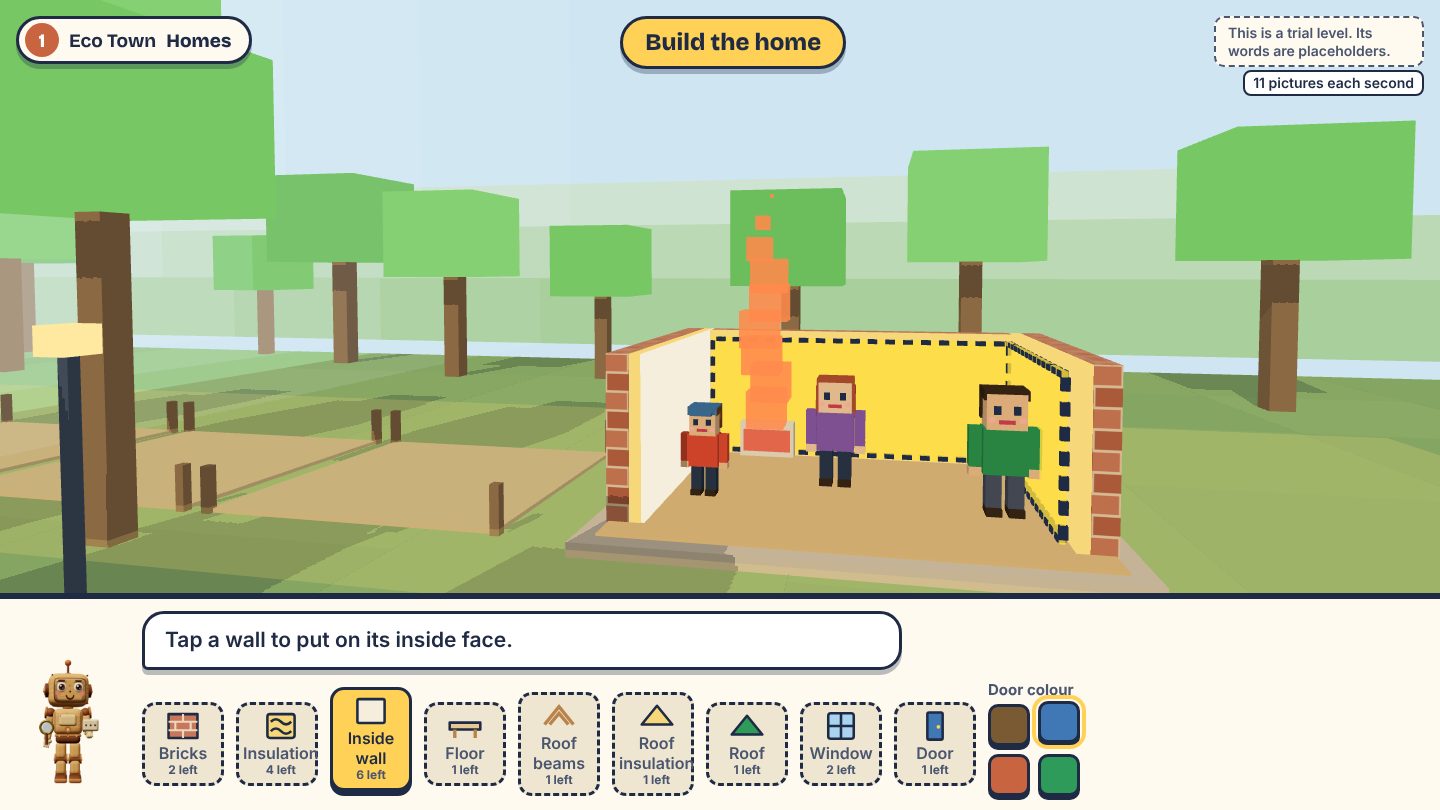 1 Eco Town Homes
Build the home
This is a trial level. Its
words are placeholders.
11 pictures each second
Tap a wall to put on its inside face.
Bricks
2 left
Insulation
4 left
Inside
wall
6 left
Floor
1 left
Roof
beams
1 left
Roof
insulation
1 left
Roof
1 left
Window
2 left
Door
1 left
Door colour